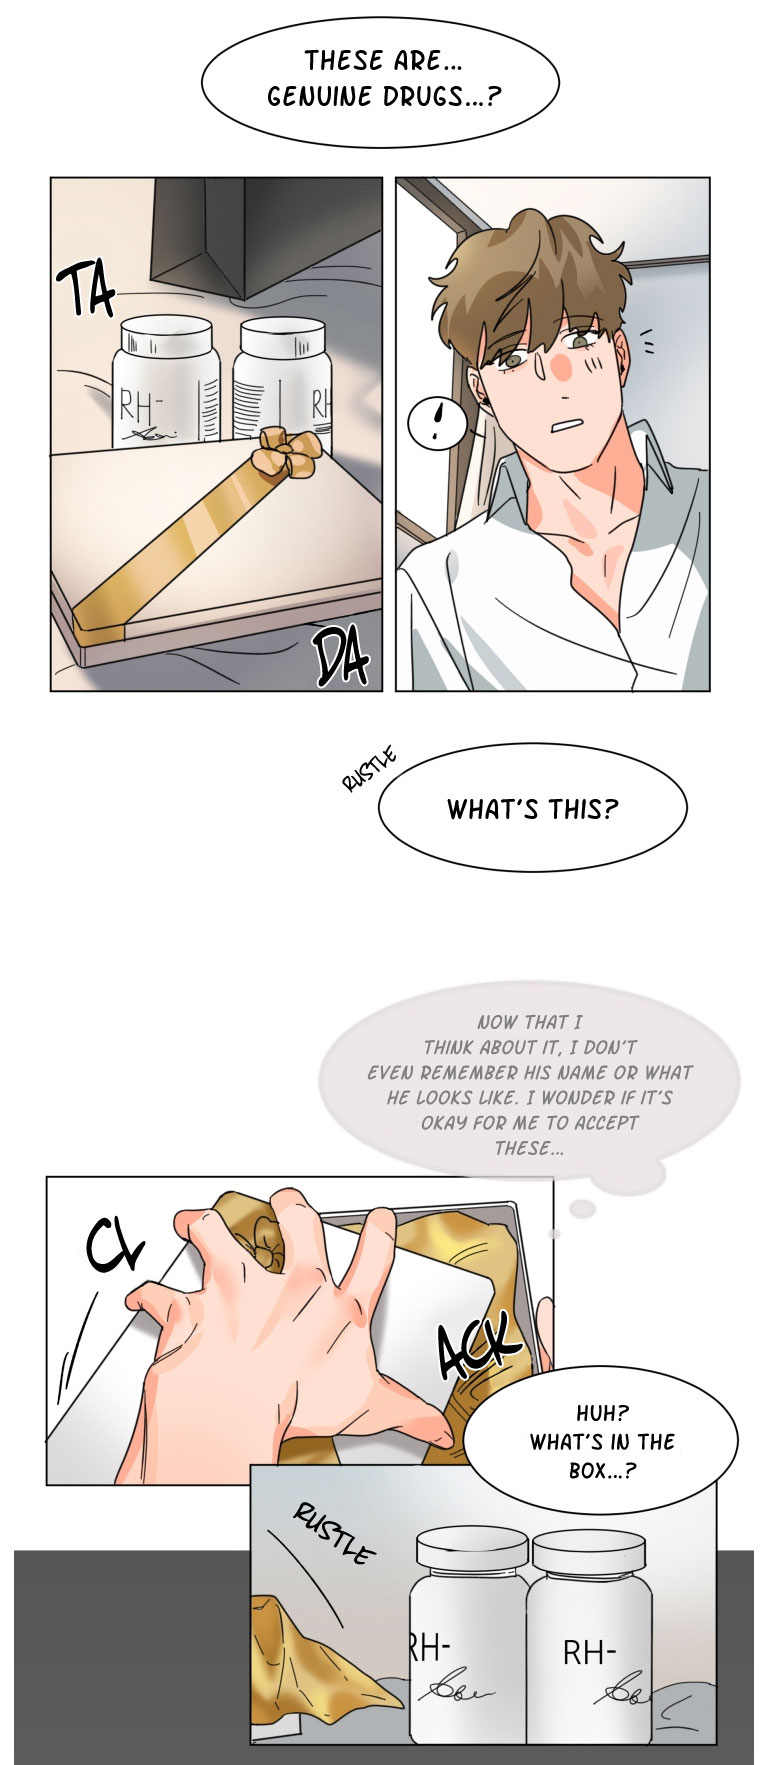 THESE ARE...
GENUINE DRUGS...?
TA
RH-
RH
!
DA
RUSTLE
WHAT'S THIS?
NOW THAT I
THINK ABOUT IT, I DON'T
EVEN REMEMBER HIS NAME OR WHAT
HE LOOKS LIKE. I WONDER IF IT'S
OKAY FOR ME TO ACCEPT
THESE...
CL
ACK
HUH?
WHAT'S IN THE
BOX...?
RUSTLE
RH-
RH-